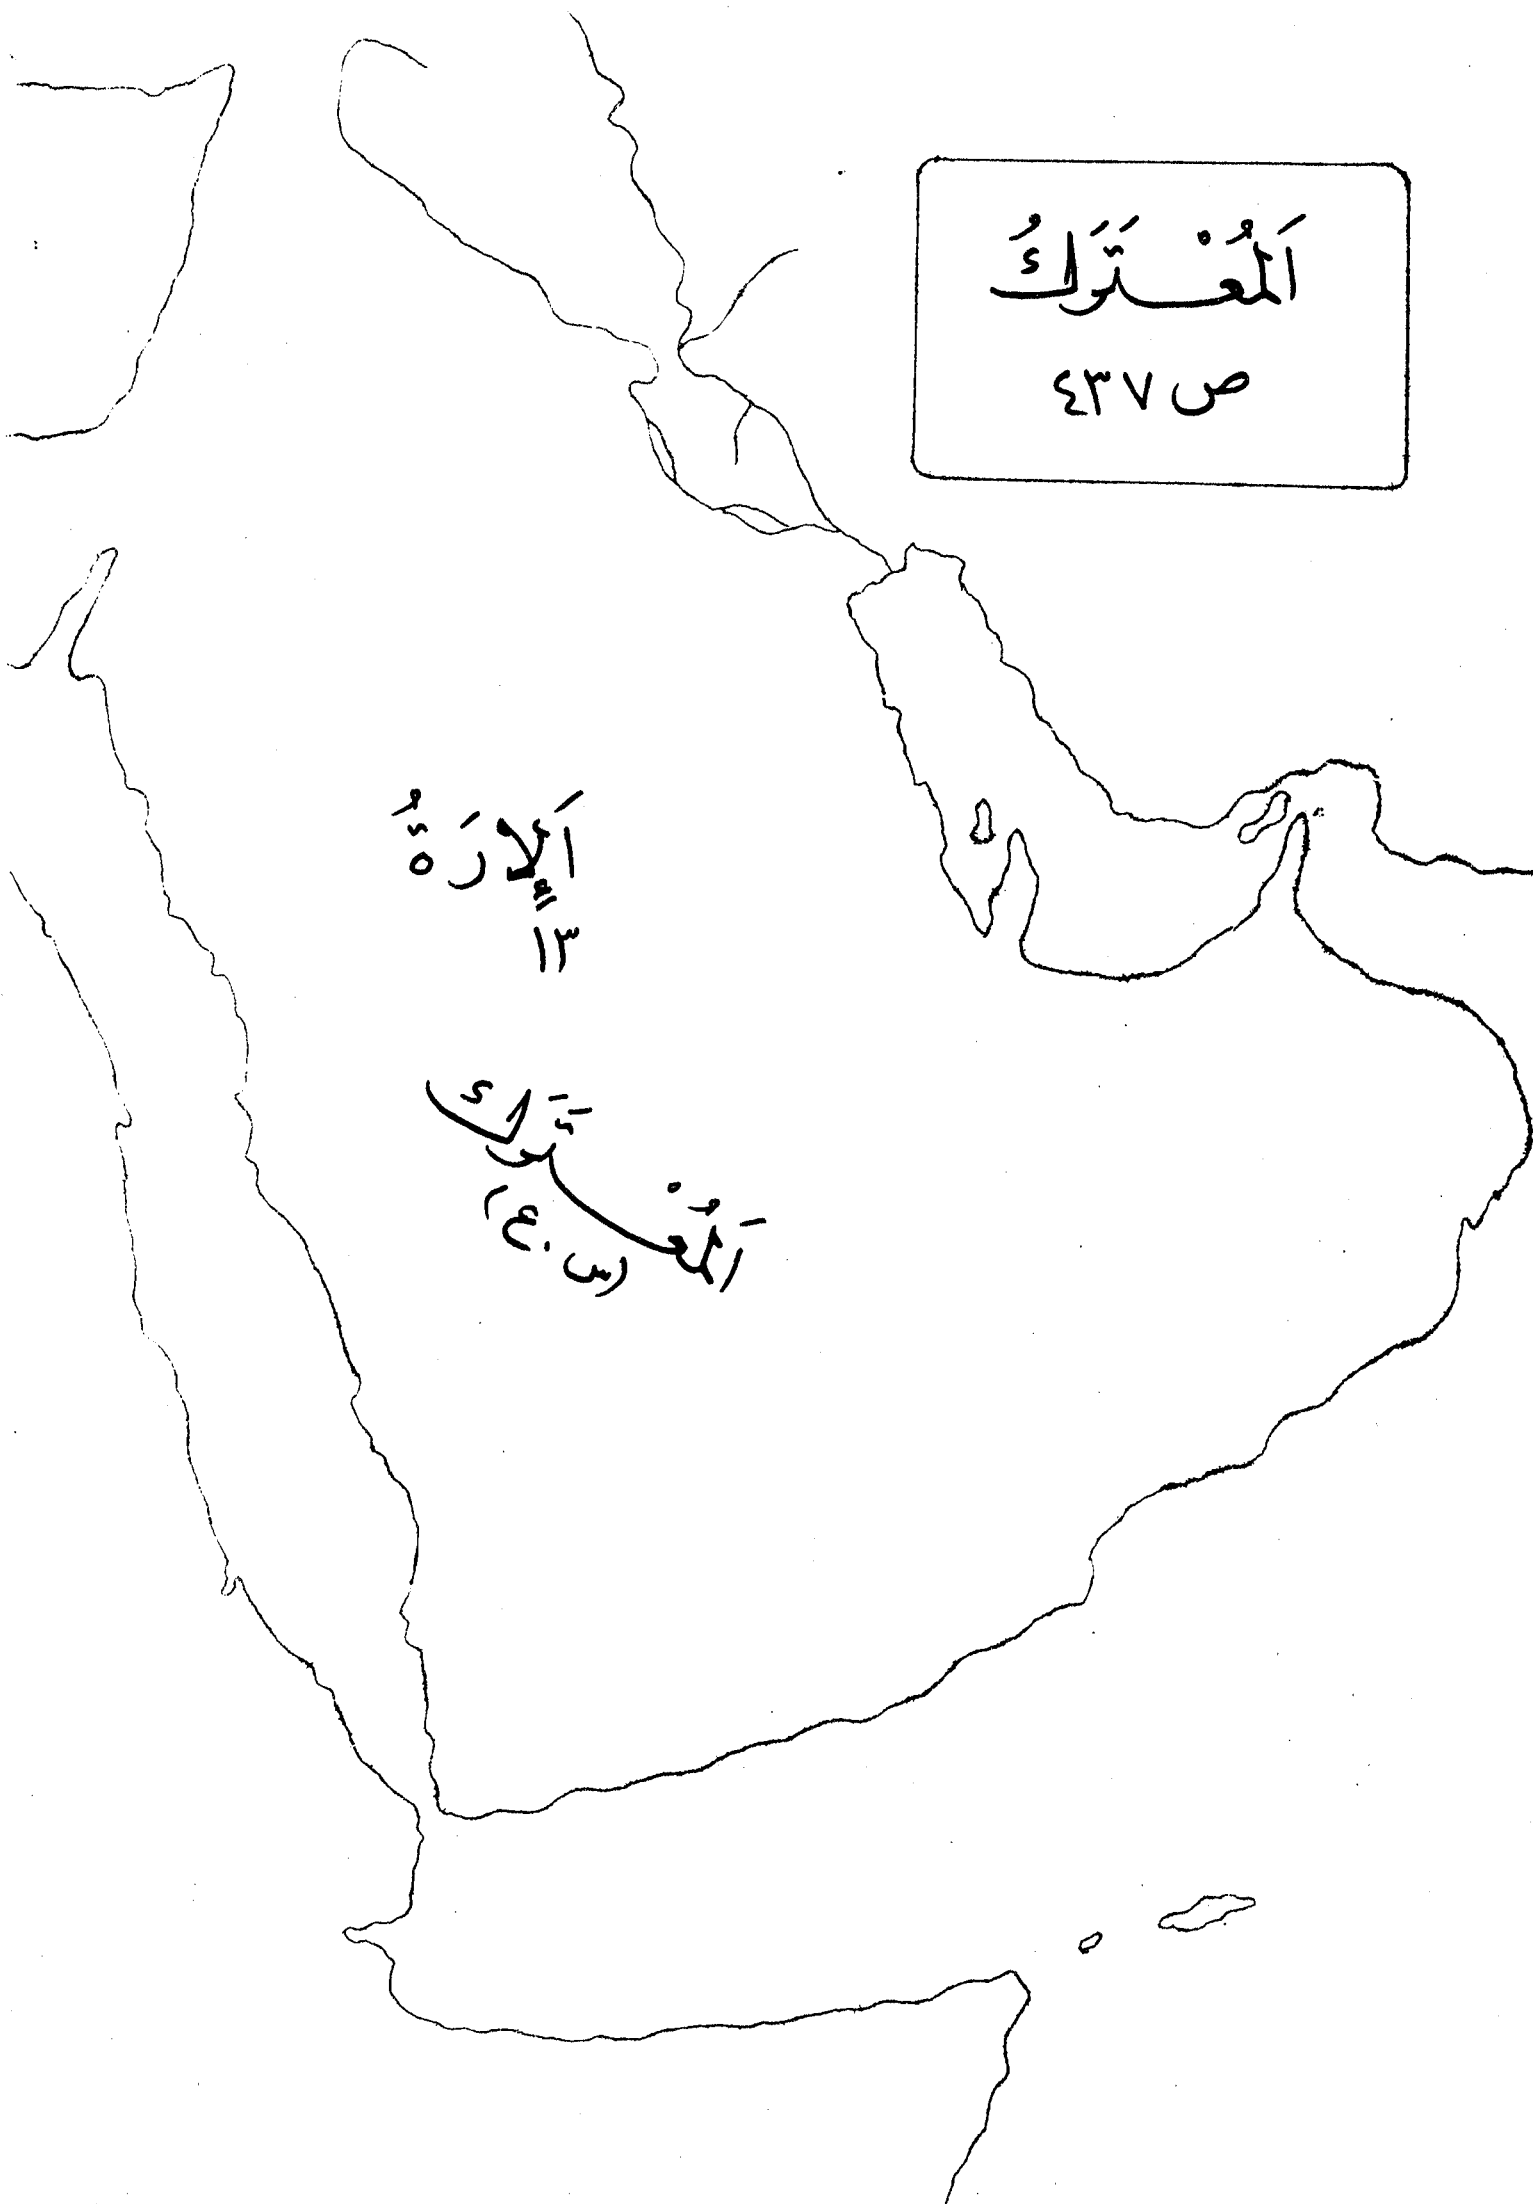 اَلمُعْتَرَكُ
ص ٤٣٧
اَلإِرَةُ
١٣
اَلمُعْتَرَك
(س . ع)